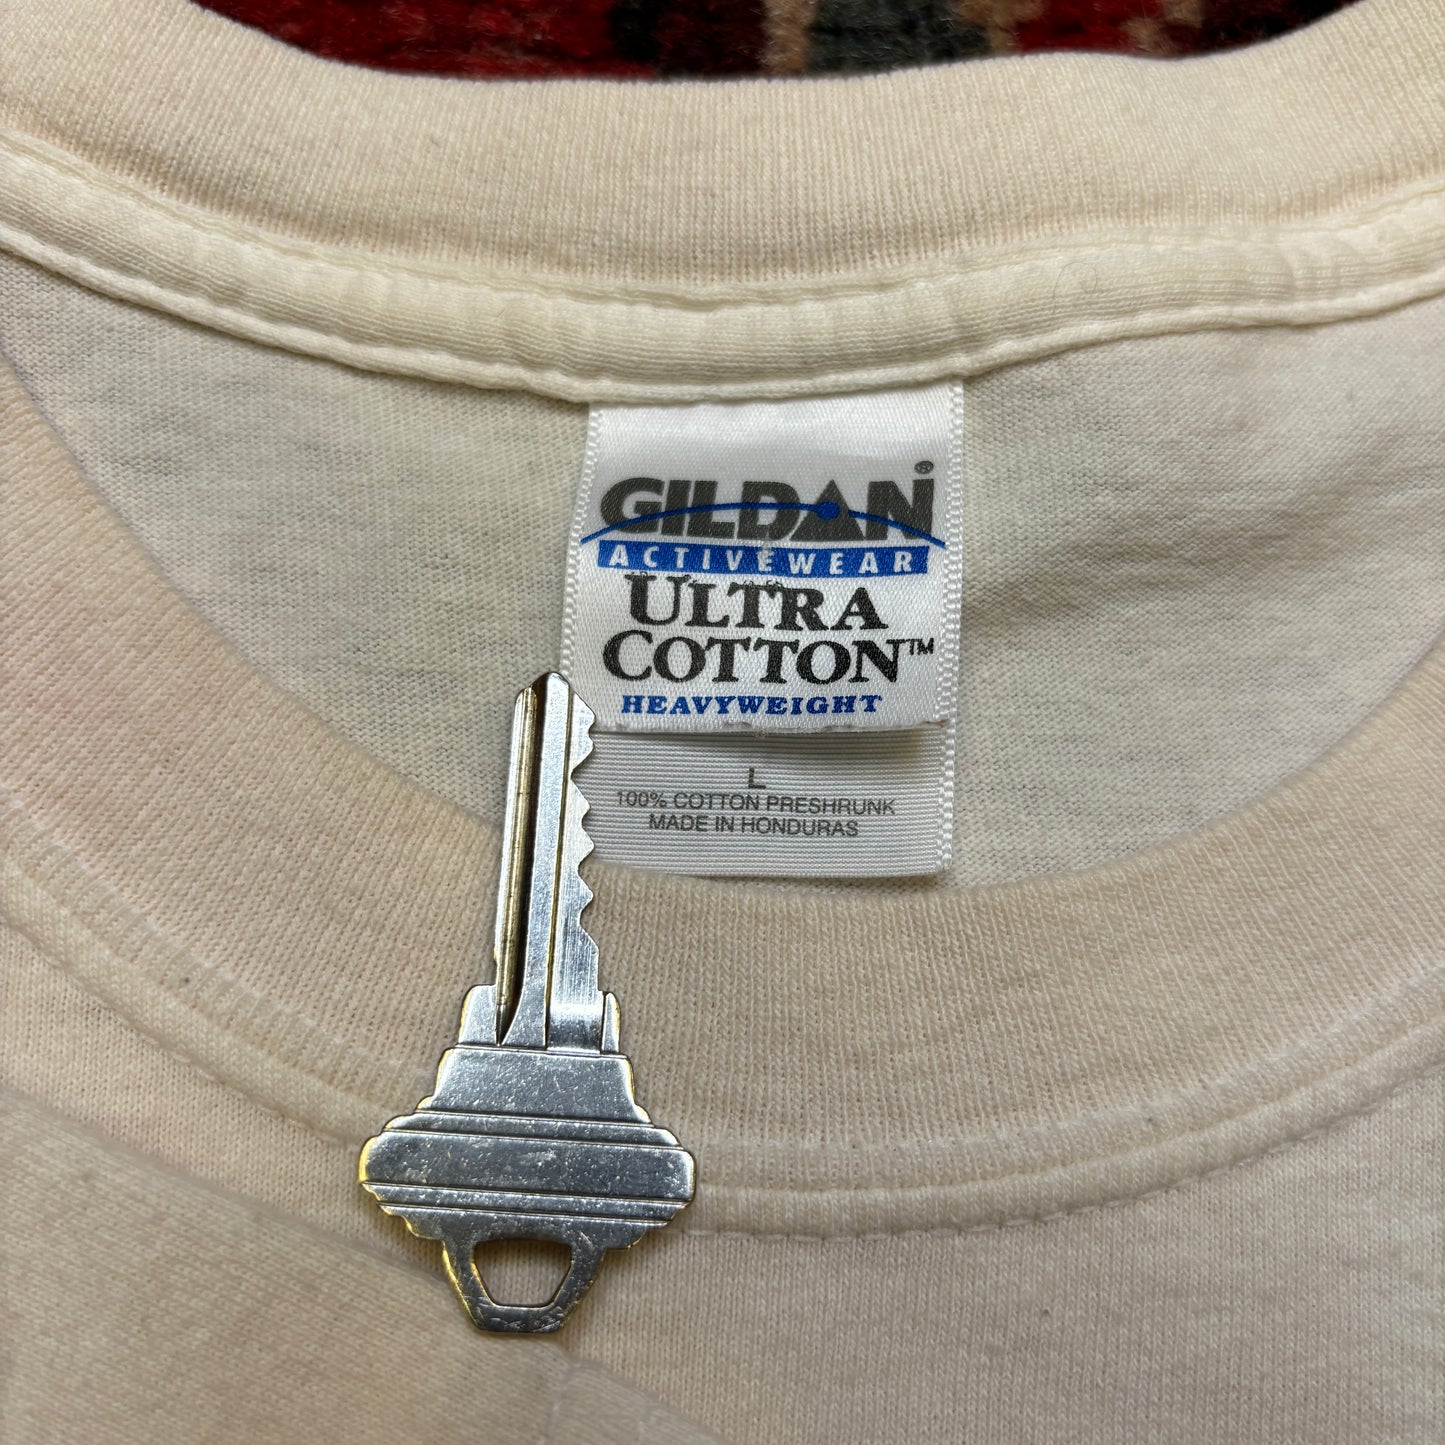 GILDAN®
ACTIVEWEAR
ULTRA
COTTON™
HEAVYWEIGHT
L
100% COTTON PRESHRUNK
MADE IN HONDURAS